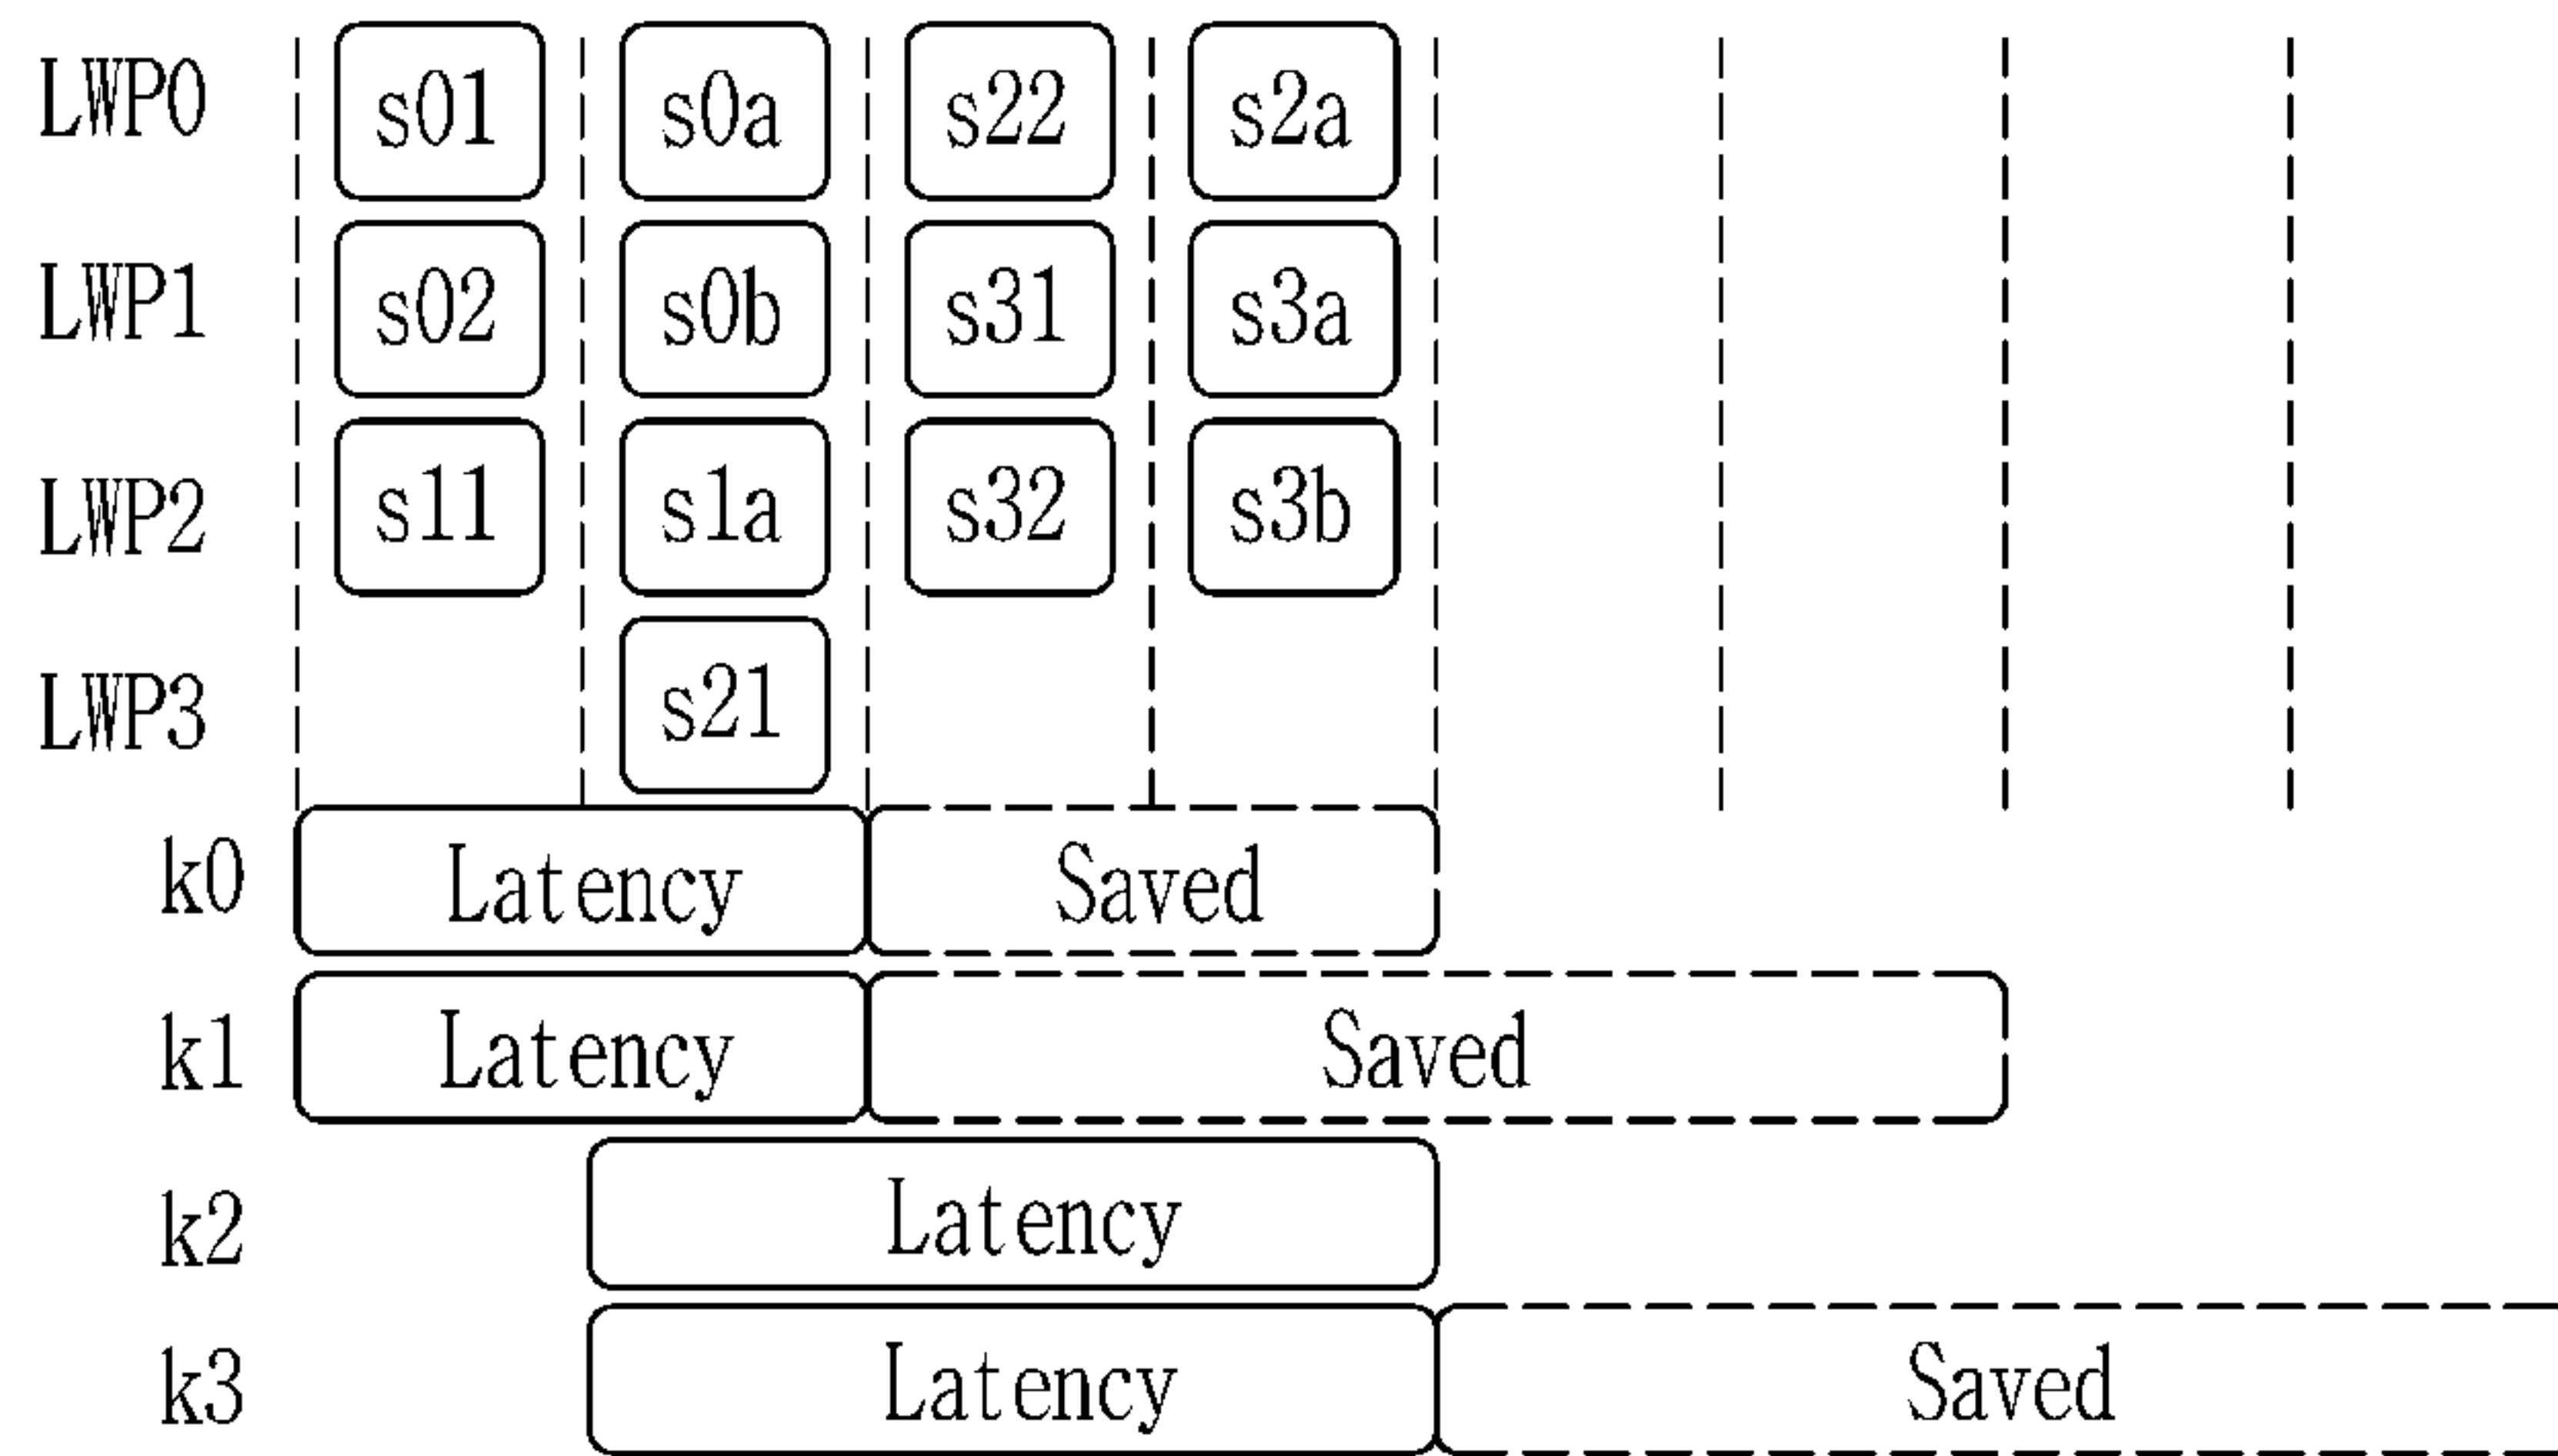 LWP0 s01 s0a s22 s2a
LWP1 s02 s0b s31 s3a
LWP2 s11 s1a s32 s3b
LWP3 s21
k0 Latency Saved
k1 Latency Saved
k2 Latency
k3 Latency Saved